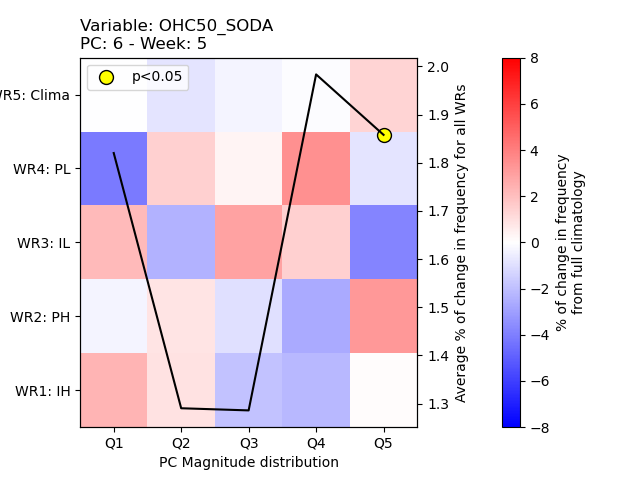 Variable: OHC50_SODA
PC: 6 - Week: 5
p<0.05
WR5: Clima
WR4: PL
WR3: IL
WR2: PH
WR1: IH
Q1 Q2 Q3 Q4 Q5
PC Magnitude distribution
2.0
1.9
1.8
1.7
1.6
1.5
1.4
1.3
Average % of change in frequency for all WRs
8
6
4
2
0
−2
−4
−6
−8
% of change in frequency
from full climatology